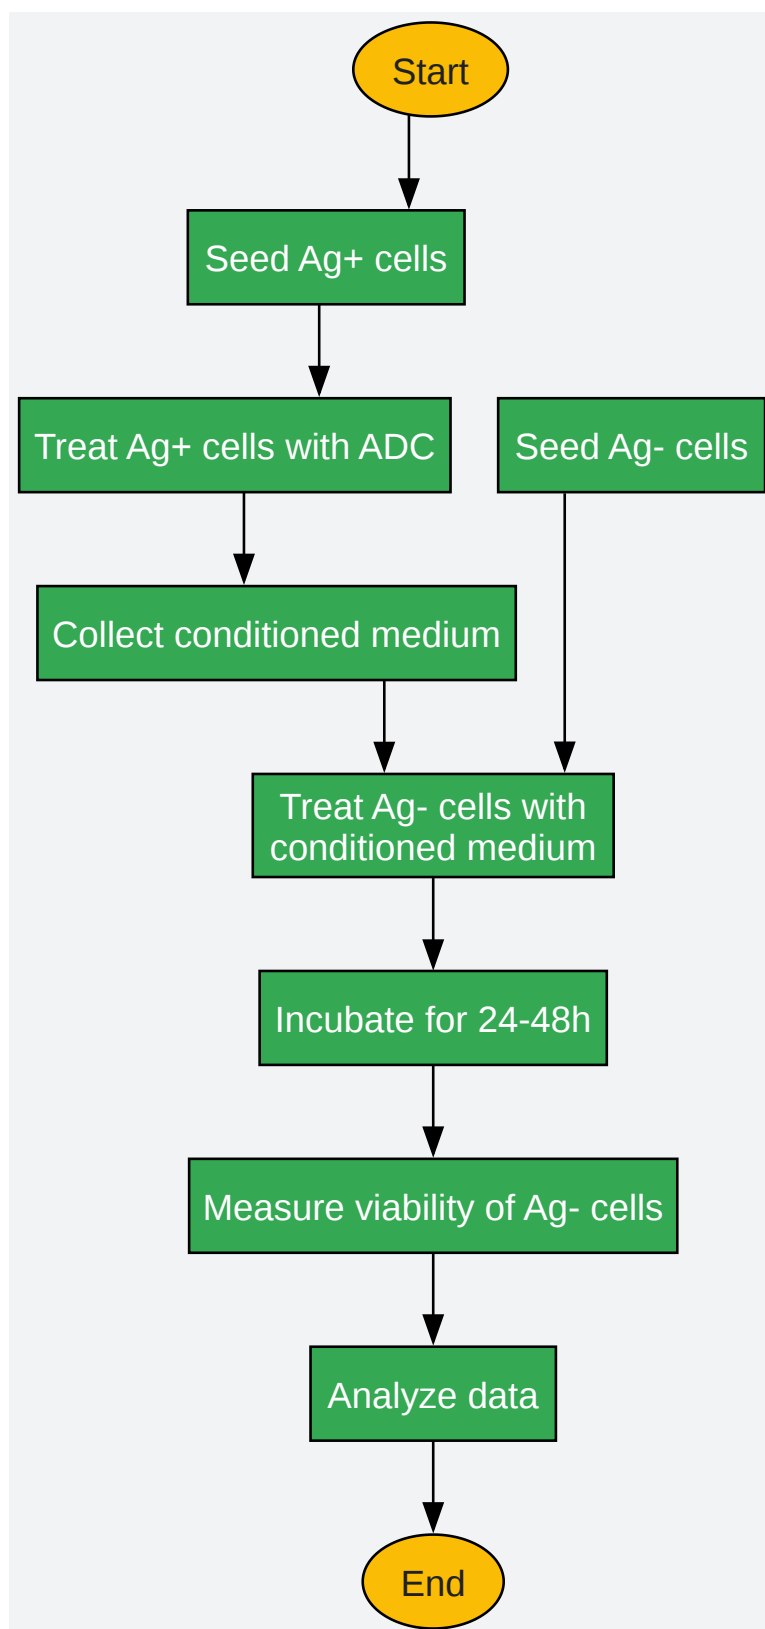 Start
Seed Ag+ cells
Treat Ag+ cells with ADC
Seed Ag- cells
Collect conditioned medium
Treat Ag- cells with
conditioned medium
Incubate for 24-48h
Measure viability of Ag- cells
Analyze data
End